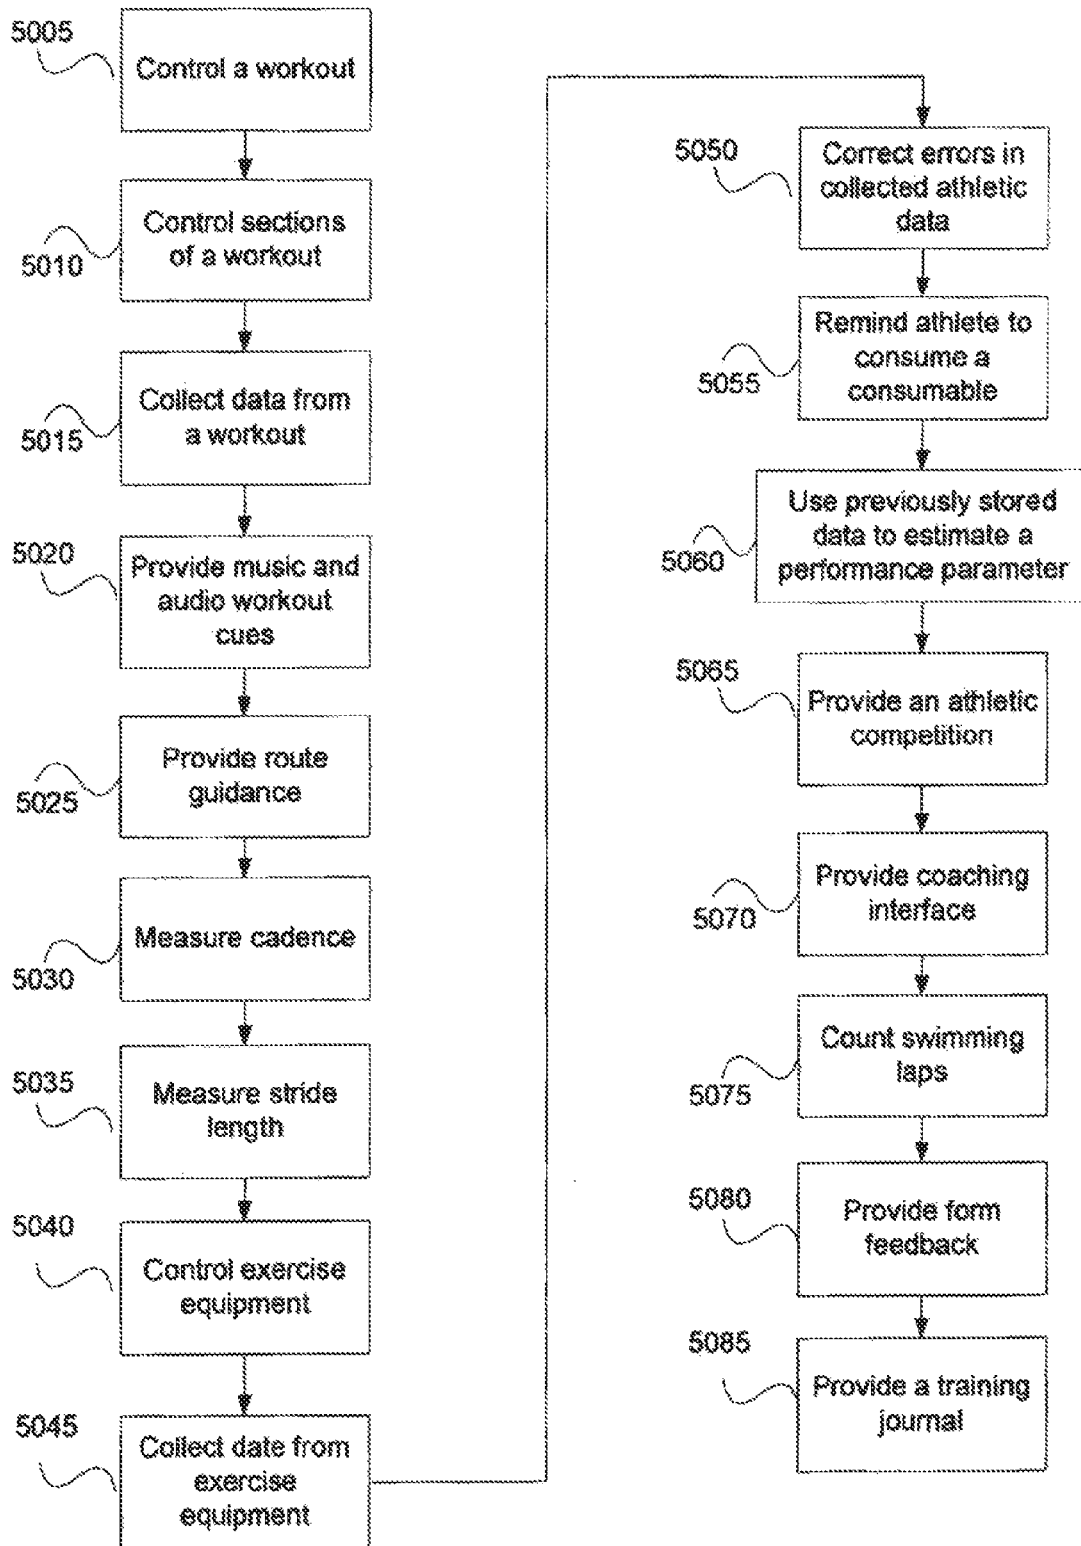 5005
Control a workout
Control sections
of a workout
5010
Collect data from
a workout
5015
5020
Provide music and
audio workout
cues
Provide route
guidance
5025
Measure cadence
5030
5035
Measure stride
length
5040
Control exercise
equipment
5045
Collect date from
exercise
equipment
5050
Correct errors in
collected athletic
data
Remind athlete to
consume a
consumable
5055
Use previously stored
data to estimate a
performance parameter
5060
5065
Provide an athletic
competition
Provide coaching
interface
5070
Count swimming
laps
5075
5080
Provide form
feedback
5085
Provide a training
journal